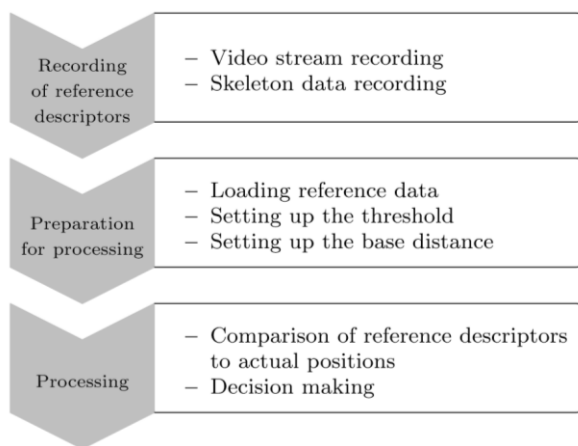 Recording
of reference
descriptors
– Video stream recording
– Skeleton data recording
Preparation
for processing
– Loading reference data
– Setting up the threshold
– Setting up the base distance
Processing
– Comparison of reference descriptors
to actual positions
– Decision making